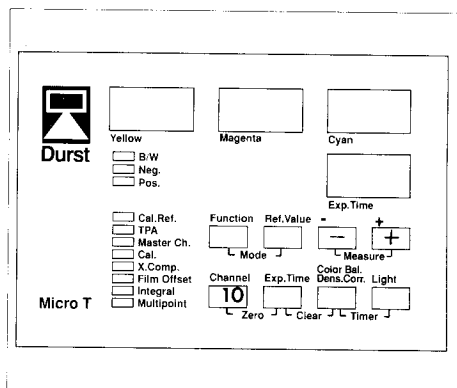 Yellow Magenta Cyan
Durst
B/W
Neg.
Pos.
Exp.Time
Cal.Ref.
TPA
Master Ch.
Cal.
X.Comp.
Film Offset
Integral
Multipoint
Function Ref.Value - +
- +
Mode Measure
Channel Exp.Time Color Bal. Dens.Corr. Light
10
Zero Clear Timer
Micro T